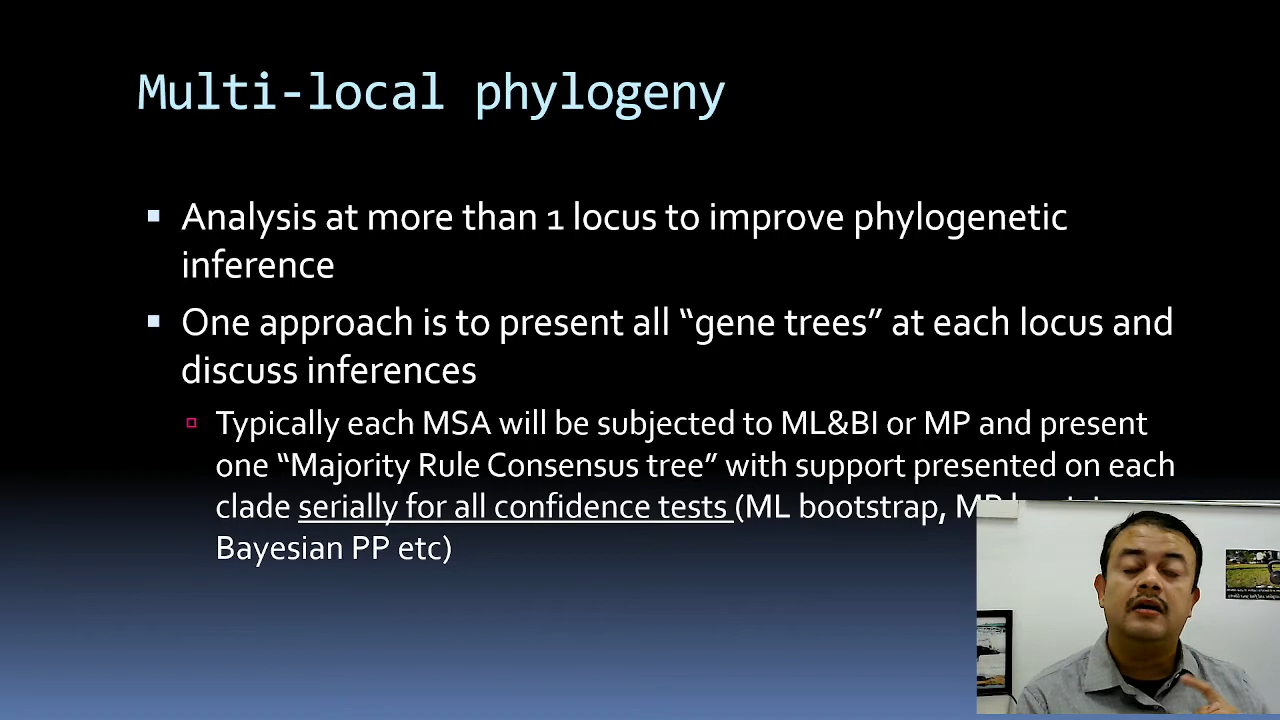 Multi-local phylogeny
Analysis at more than 1 locus to improve phylogenetic
inference
One approach is to present all “gene trees” at each locus and
discuss inferences
Typically each MSA will be subjected to ML&BI or MP and present
one “Majority Rule Consensus tree” with support presented on each
clade serially for all confidence tests (ML bootstrap,
Bayesian PP etc)